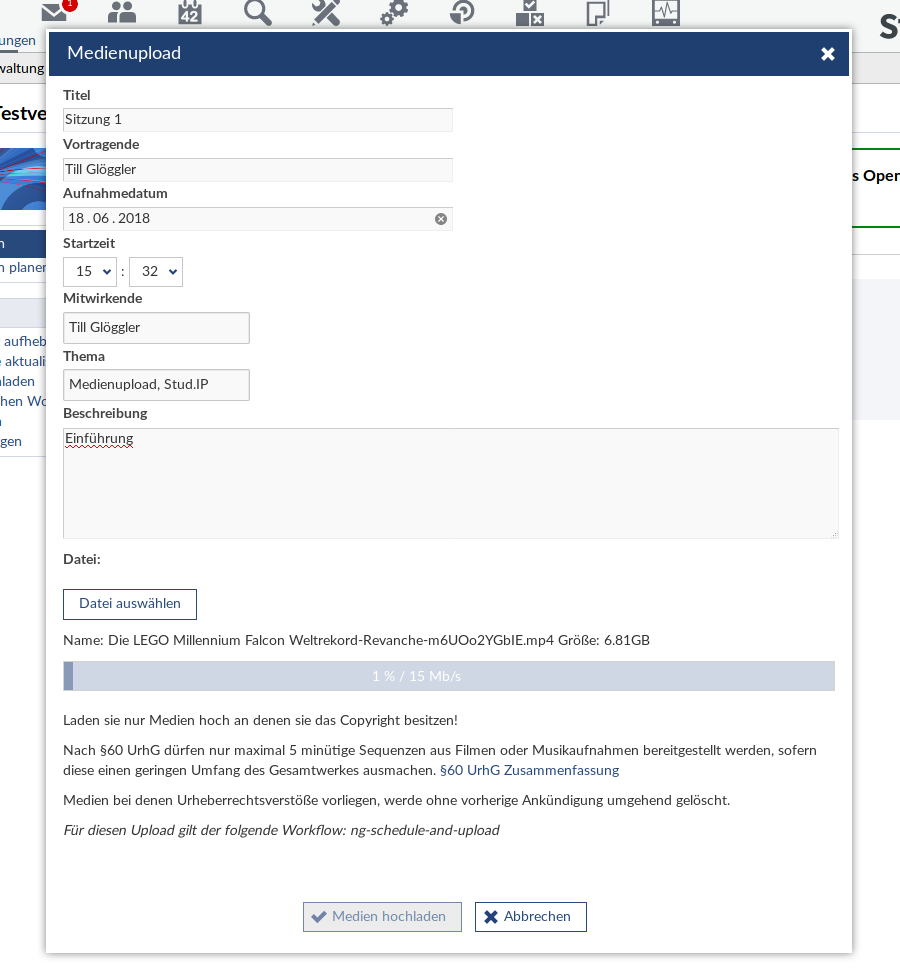 1
42
St
ungen
waltung
Testve
s Open
n
n planen
aufheb
e aktuali
nladen
chen Wo
n
gen
Medienupload
Titel
Sitzung 1
Vortragende
Till Glöggler
Aufnahmedatum
18 . 06 . 2018
Startzeit
15 : 32
Mitwirkende
Till Glöggler
Thema
Medienupload, Stud.IP
Beschreibung
Einführung
Datei:
Datei auswählen
Name: Die LEGO Millennium Falcon Weltrekord-Revanche-m6UOo2YGbIE.mp4 Größe: 6.81GB
1 % / 15 Mb/s
Laden sie nur Medien hoch an denen sie das Copyright besitzen!
Nach §60 UrhG dürfen nur maximal 5 minütige Sequenzen aus Filmen oder Musikaufnahmen bereitgestellt werden, sofern
diese einen geringen Umfang des Gesamtwerkes ausmachen. §60 UrhG Zusammenfassung
Medien bei denen Urheberrechtsverstöße vorliegen, werde ohne vorherige Ankündigung umgehend gelöscht.
Für diesen Upload gilt der folgende Workflow: ng-schedule-and-upload
Medien hochladen
Abbrechen